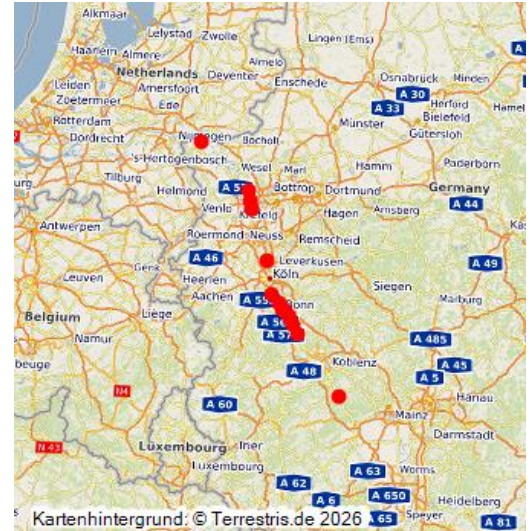 Alkmaar
Lelystad Zwolle
Lingen (Ems)
Haarlem Almere
Almelo
Netherlands Deventer
Osnabrück Minden
Leiden Amersfoort
Enschede
A 30
Zoetermeer Ede
Herford Hamel
Rotterdam
A 33
Bielefeld
Münster
Dordrecht Nijmegen Bocholt
Gütersloh
's-Hertogenbosch
Wesel Marl Hamm
Paderborn
Tilburg
Helmond A 57 Bottrop Dortmund
Germany
Venlo Krefeld Hagen Arnsberg A 44
Antwerpen
Roermond Neuss Remscheid
A 46
Leverkusen
A 49
Genk Heerlen Köln
Leuven
Aachen
Siegen
Marburg
A 555 Bonn
Belgium
Liège
A 565
Namur
A 573
A 485
Koblenz
A 48
A 45
A 5
N4
A 60
Hanau
Mainz
Darmstadt
N 43
Luxembourg Trier
Luxembourg
A 63
Worms
A 62
A 6 A 650 Heidelberg
A 65 Speyer A 81
Kartenhintergrund: © Terrestris.de 2026